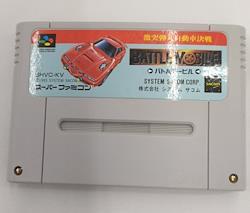 激突弾丸自動車決戦
BATTLE MOBILE
バトルモービル
SHVC-KV
SYSTEM SACOM CORP
株式会社 システム サコム
スーパーファミコン